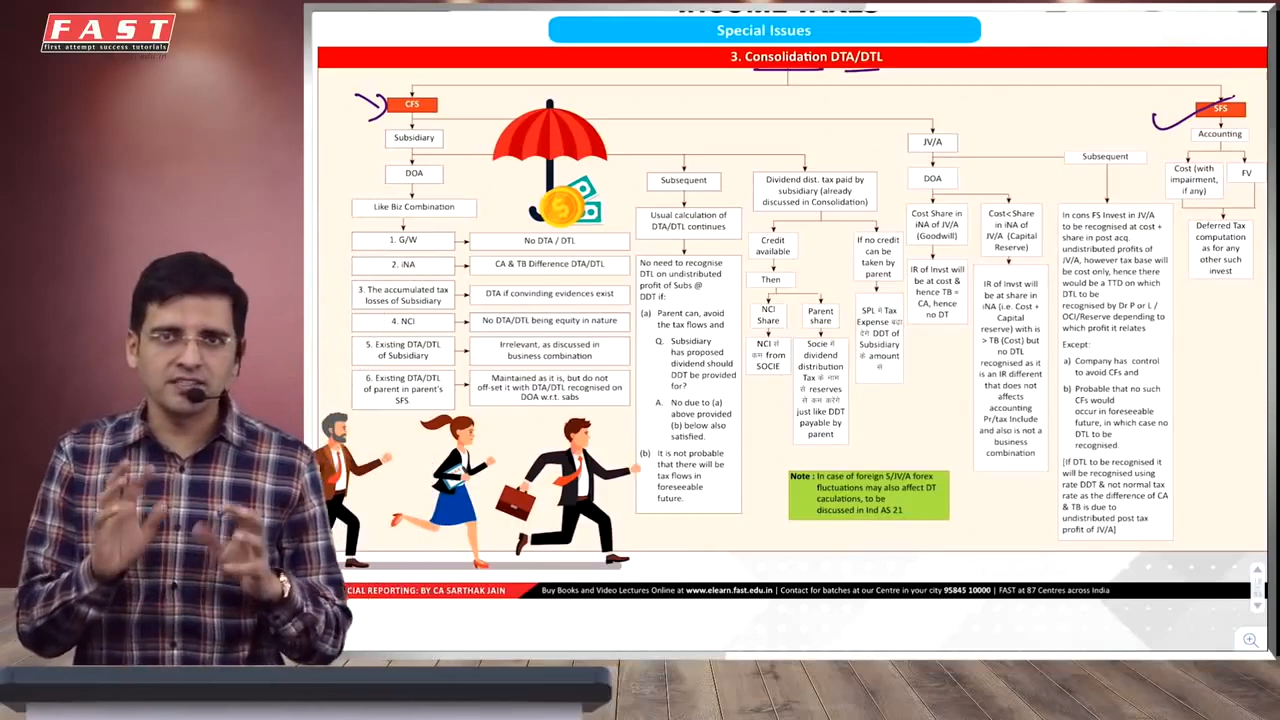 FAST
first attempt success tutorials
Special Issues
3. Consolidation DTA/DTL
CFS
SFS
Subsidiary
DOA
Like Biz Combination
1. G/W
No DTA / DTL
2. iNA
CA & TB Difference DTA/DTL
3. The accumulated tax
losses of Subsidiary
DTA if convinding evidences exist
4. NCI
No DTA/DTL being equity in nature
5. Existing DTA/DTL
of Subsidiary
Irrelevant, as discussed in
business combination
6. Existing DTA/DTL
of parent in parent's
SFS.
Maintained as it is, but do not
off-set it with DTA/DTL recognised on
DOA w.r.t. sabs
Subsequent
Usual calculation of
DTA/DTL continues
No need to recognise
DTL on undistributed
profit of Subs @
DDT if:
(a) Parent can, avoid
the tax flows and
Q. Subsidiary
has proposed
dividend should
DDT be provided
for?
A. No due to (a)
above provided
(b) below also
satisfied.
(b) It is not probable
that there will be
tax flows in
foreseeable
future.
Dividend dist. tax paid by
subsidiary (already
discussed in Consolidation)
Credit
available
Then
NCI
Share
NCI से
कम from
SOCIE
Parent
share
Socie में
dividend
distribution
Tax के नाम
से reserves
से कम करेंगे
just like DDT
payable by
parent
If no credit
can be
taken by
parent
SPL में Tax
Expense बढ़ा
देंगे DDT of
Subsidiary
के amount
से
Note : In case of foreign S/JV/A forex
fluctuations may also affect DT
caculations, to be
discussed in Ind AS 21
JV/A
DOA
Cost Share in
iNA of JV/A
(Goodwill)
IR of Invst will
be at cost &
hence TB =
CA, hence
no DT
Cost< Share
in iNA of
JV/A (Capital
Reserve)
IR of Invst
will be at
share in
iNA (i.e. Cost +
Capital
reserve) with is
> TB (Cost) but
no DTL
recognised as it
is an IR different
that does not
affects
accounting
Pr/tax Include
and also is not a
business
combination
Subsequent
In cons FS Invest in JV/A
to be recognised at cost +
share in post acq.
undistributed profits of
JV/A, however tax base will
be cost only, hence there
would be a TTD on which
DTL to be
recognised by Dr P or L /
OCI/Reserve depending to
which profit it relates
Except:
a) Company has control
to avoid CFs and
b) Probable that no such
CFs would
occur in foreseeable
future, in which case no
DTL to be
recognised.
[If DTL to be recognised it
will be recognised using
rate DDT & not normal tax
rate as the difference of CA
& TB is due to
undistributed post tax
profit of JV/A]
Accounting
Cost (with
impairment,
if any)
FV
Deferred Tax
computation
as for any
other such
invest
CIAL REPORTING: BY CA SARTHAK JAIN
Buy Books and Video Lectures Online at www.elearn.fast.edu.in | Contact for batches at our Centre in your city 95845 10000 | FAST at 87 Centres across India